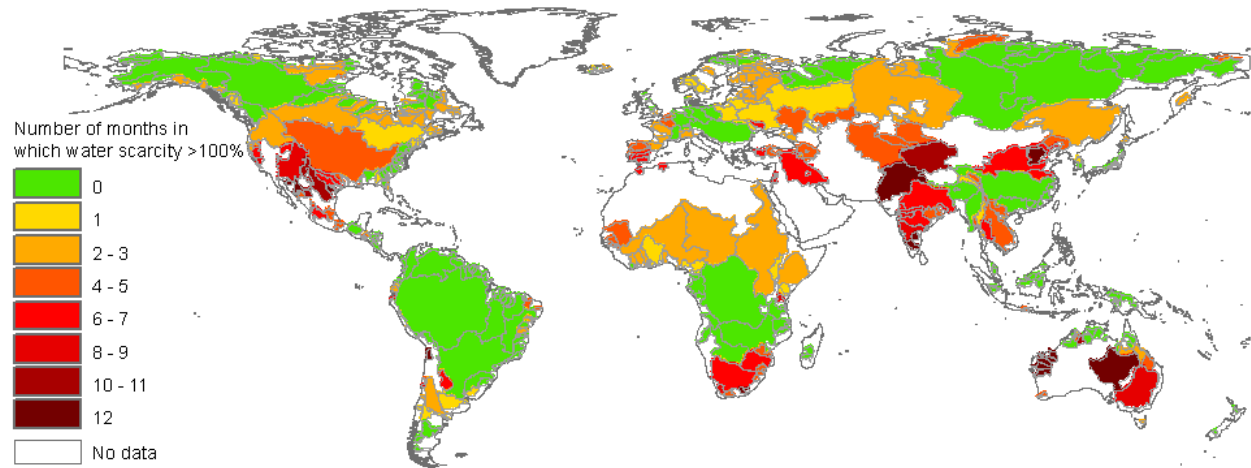 Number of months in
which water scarcity >100%
0
1
2 - 3
4 - 5
6 - 7
8 - 9
10 - 11
12
No data